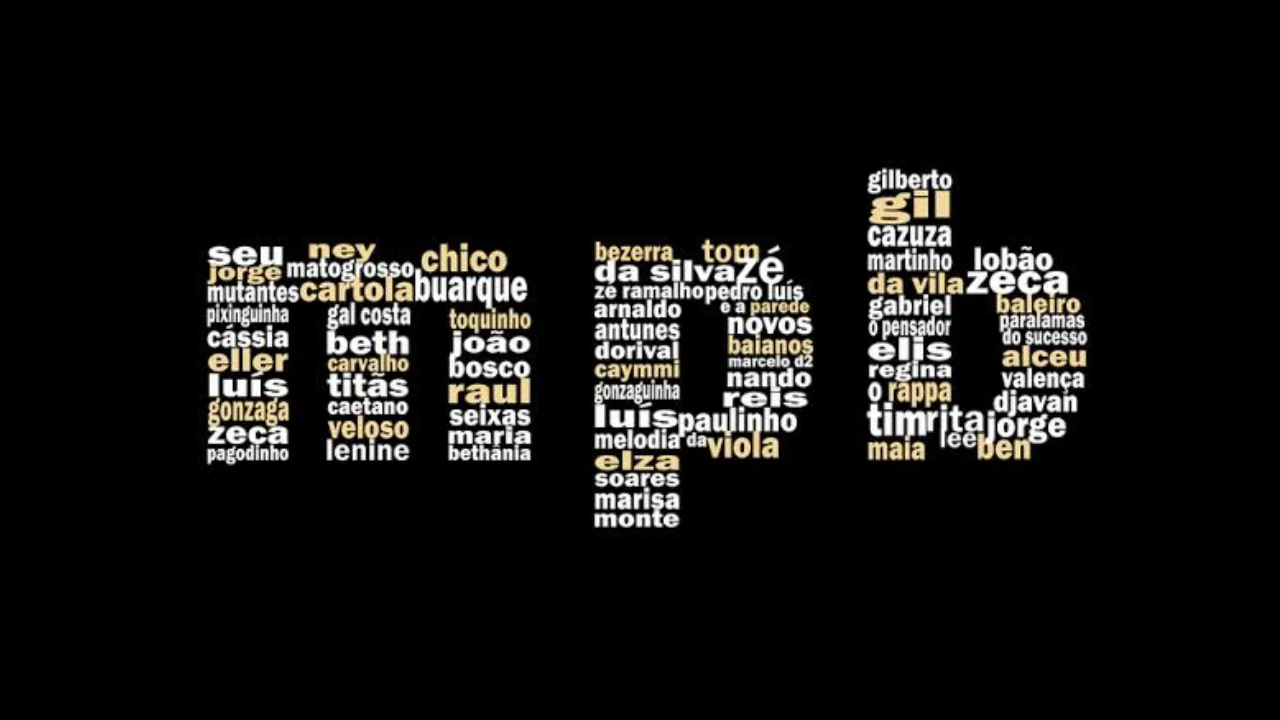 seu
jorge
mutantes
pixinguinha
cássia
eller
luís
gonzaga
zeca
pagodinho
ney
matogrosso
cartola
gal costa
beth
carvalho
titãs
caetano
veloso
lenine
chico
buarque
toquinho
joão
bosco
raul
seixas
maria
bethânia
bezerra
da silva
zé ramalho
arnaldo
antunes
dorival
caymmi
gonzaguinha
luís
melodia
elza
soares
marisa
monte
tom
zé
pedro luís
e a parede
novos
baianos
marcelo d2
nando
reis
paulinho
da viola
gilberto
gil
cazuza
martinho
da vila
gabriel
o pensador
elis
regina
o rappa
tim
maia
lobão
zeca
baleiro
paralamas
do sucesso
alceu
valença
djavan
rita
lee
jorge
ben